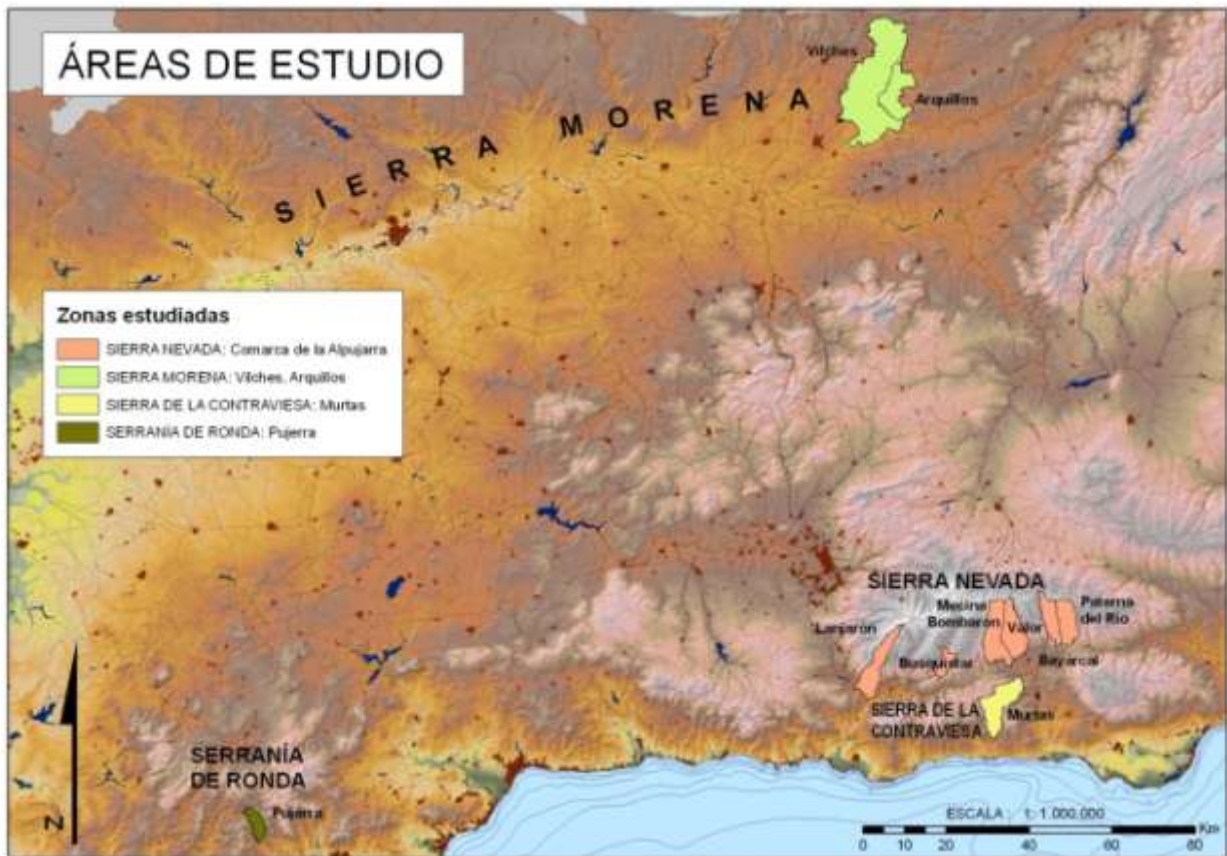 ÁREAS DE ESTUDIO
Vilches
Arquillos
SIERRA MORENA
Zonas estudiadas
SIERRA NEVADA: Comarca de la Alpujarra
SIERRA MORENA: Vilches, Arquillos
SIERRA DE LA CONTRAVIESA: Murtas
SERRANÍA DE RONDA: Pujerra
SIERRA NEVADA
Lanjarón
Mecina
Bombarón
Valor
Paterna
del Río
Busquistar
Bayarcal
SIERRA DE LA
CONTRAVIESA
Murtas
SERRANÍA
DE RONDA
Pujerra
N
ESCALA : 1:1.000.000
0 10 20 40 60 80
Km